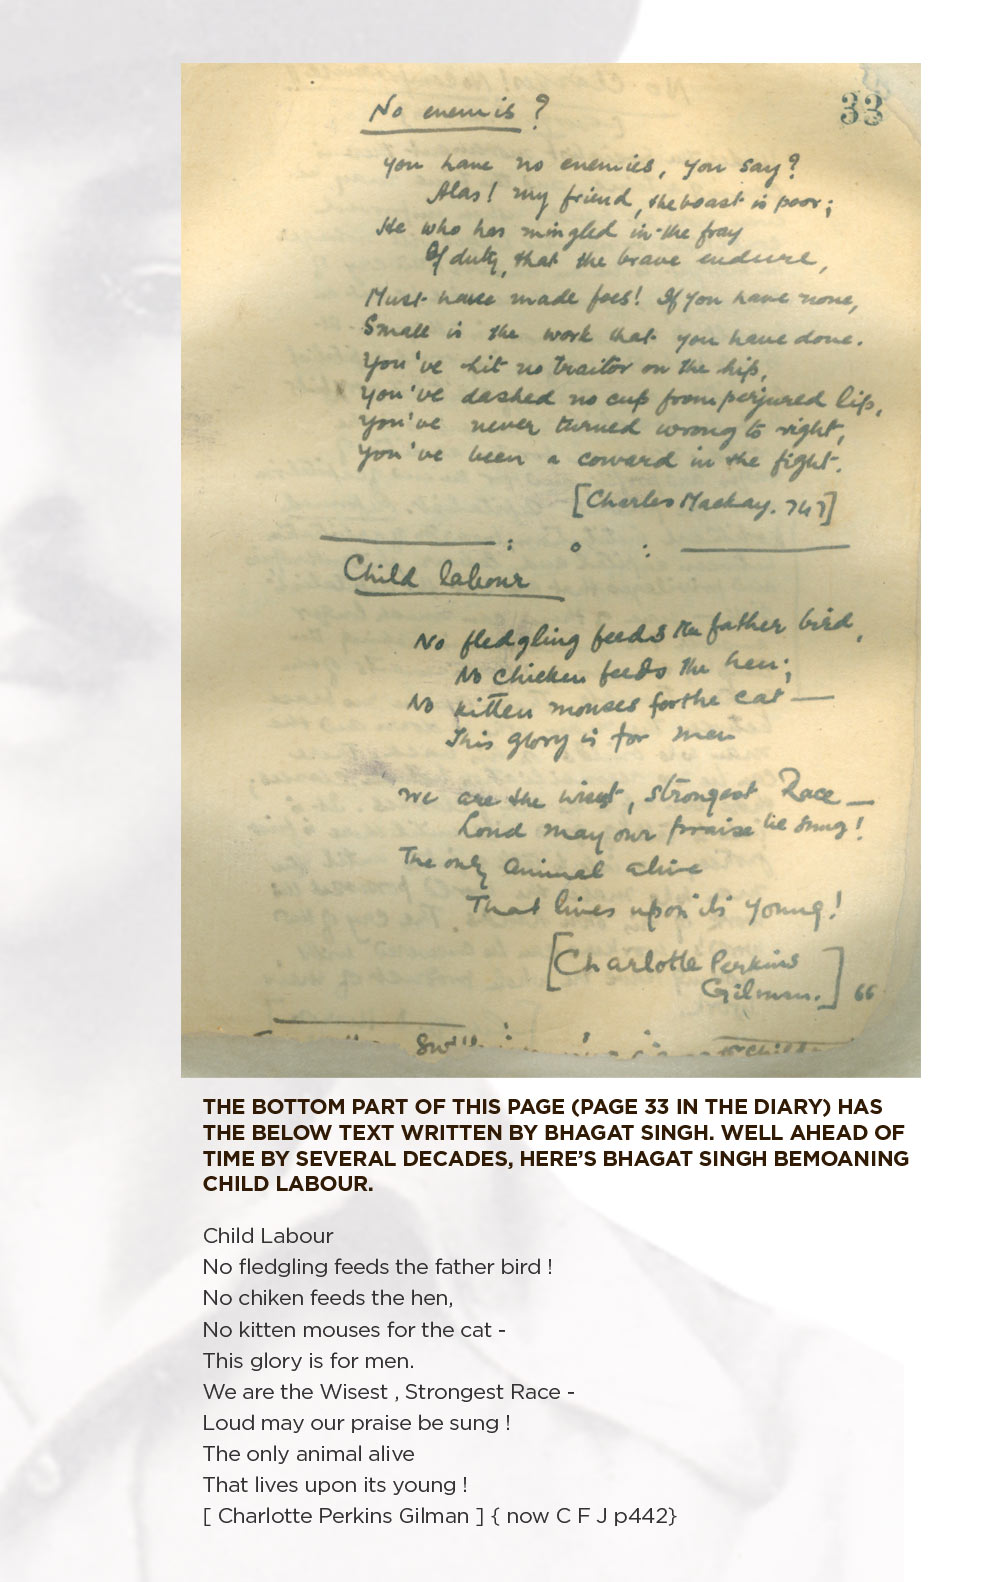 33
No enemis?
You have no enemies, you say?
Alas! my friend, the boast is poor;
He who has mingled in the fray
Of duty, that the brave endure,
Must have made foes! If you have none,
Small is the work that you have done.
You've hit no traitor on the hip,
You've dashed no cup from perjured lip,
You've never turned wrong to right,
You've been a coward in the fight.
[Charles Mackay. 747]
Child labour
No fledgling feeds the father bird,
No chicken feeds the hen;
No kitten mouses for the cat —
This glory is for men
We are the wisest, strongest Race —
Loud may our praise be sung!
The only animal alive
That lives upon its young!
[Charlotte Perkins
Gilman.] 66
THE BOTTOM PART OF THIS PAGE (PAGE 33 IN THE DIARY) HAS
THE BELOW TEXT WRITTEN BY BHAGAT SINGH. WELL AHEAD OF
TIME BY SEVERAL DECADES, HERE'S BHAGAT SINGH BEMOANING
CHILD LABOUR.
Child Labour
No fledgling feeds the father bird !
No chiken feeds the hen,
No kitten mouses for the cat -
This glory is for men.
We are the Wisest , Strongest Race -
Loud may our praise be sung !
The only animal alive
That lives upon its young !
[ Charlotte Perkins Gilman ] { now C F J p442}